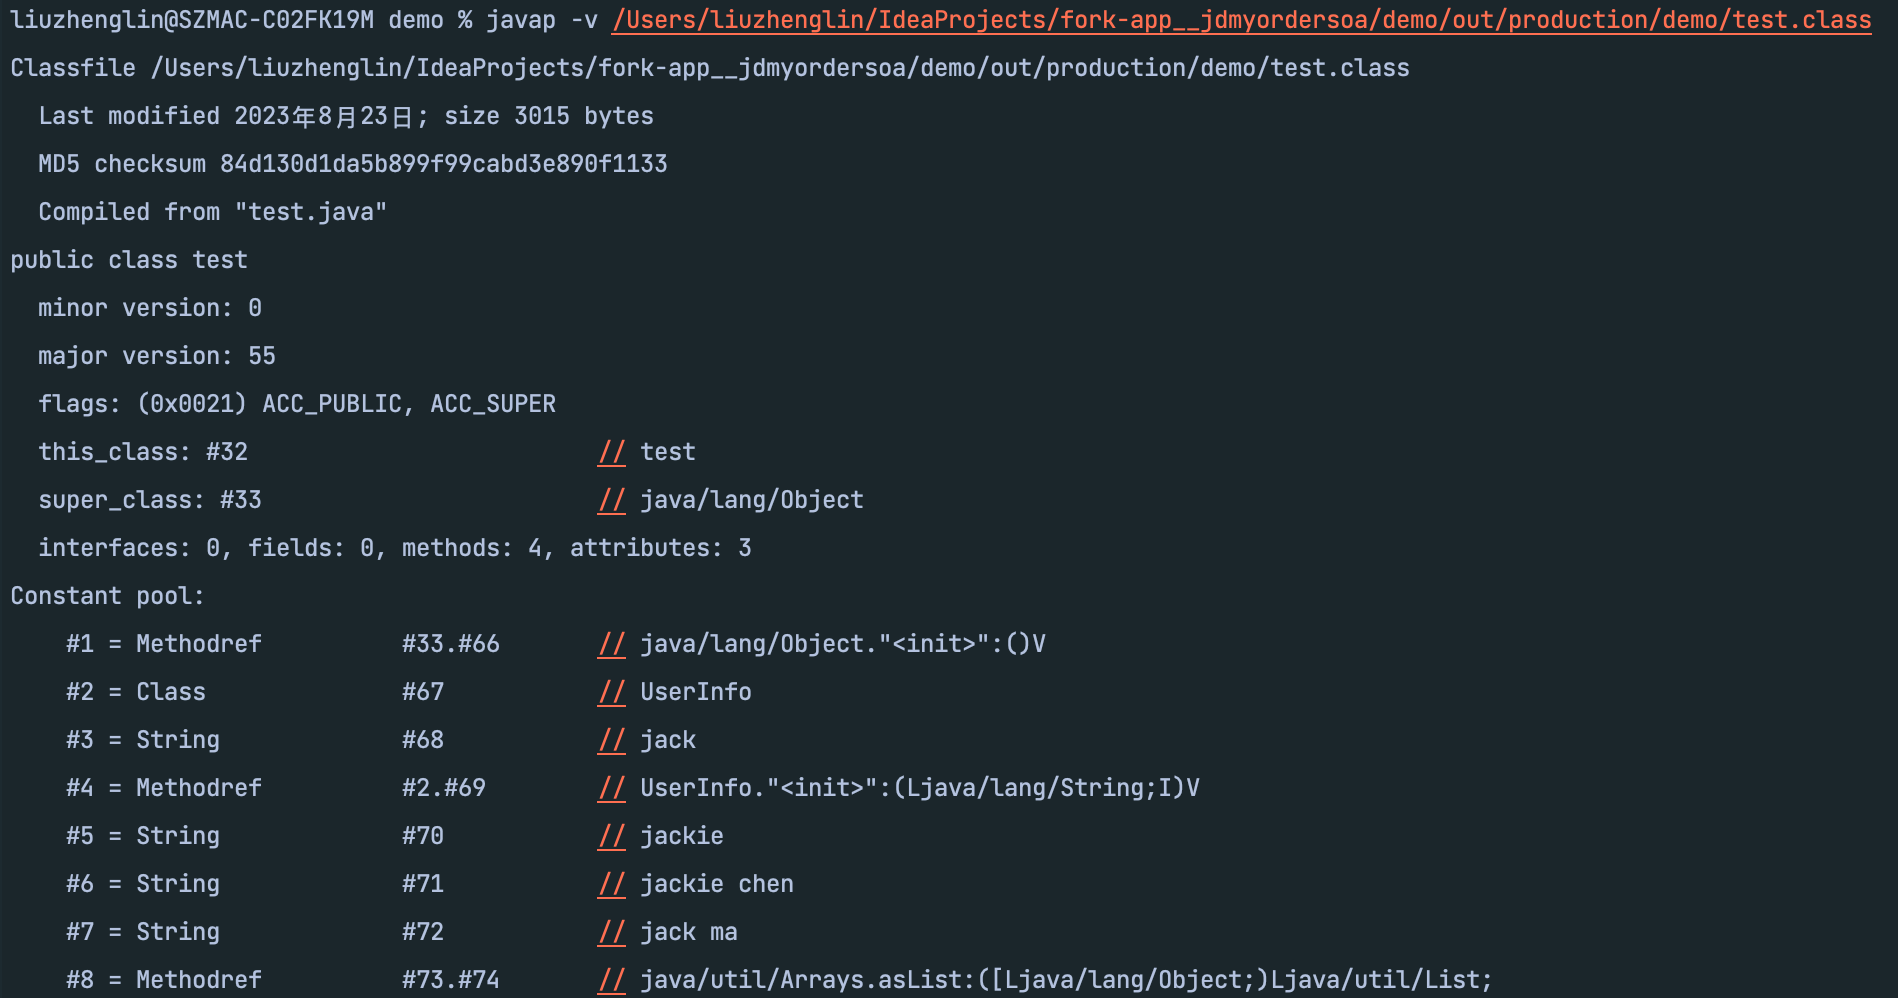 liuzhenglin@SZMAC-C02FK19M demo % javap -v /Users/liuzhenglin/IdeaProjects/fork-app__jdmyordersoa/demo/out/production/demo/test.class
Classfile /Users/liuzhenglin/IdeaProjects/fork-app__jdmyordersoa/demo/out/production/demo/test.class
  Last modified 2023年8月23日; size 3015 bytes
  MD5 checksum 84d130d1da5b899f99cabd3e890f1133
  Compiled from "test.java"
public class test
  minor version: 0
  major version: 55
  flags: (0x0021) ACC_PUBLIC, ACC_SUPER
  this_class: #32                         // test
  super_class: #33                        // java/lang/Object
  interfaces: 0, fields: 0, methods: 4, attributes: 3
Constant pool:
    #1 = Methodref          #33.#66       // java/lang/Object."<init>":()V
    #2 = Class              #67           // UserInfo
    #3 = String             #68           // jack
    #4 = Methodref          #2.#69        // UserInfo."<init>":(Ljava/lang/String;I)V
    #5 = String             #70           // jackie
    #6 = String             #71           // jackie chen
    #7 = String             #72           // jack ma
    #8 = Methodref          #73.#74       // java/util/Arrays.asList:([Ljava/lang/Object;)Ljava/util/List;